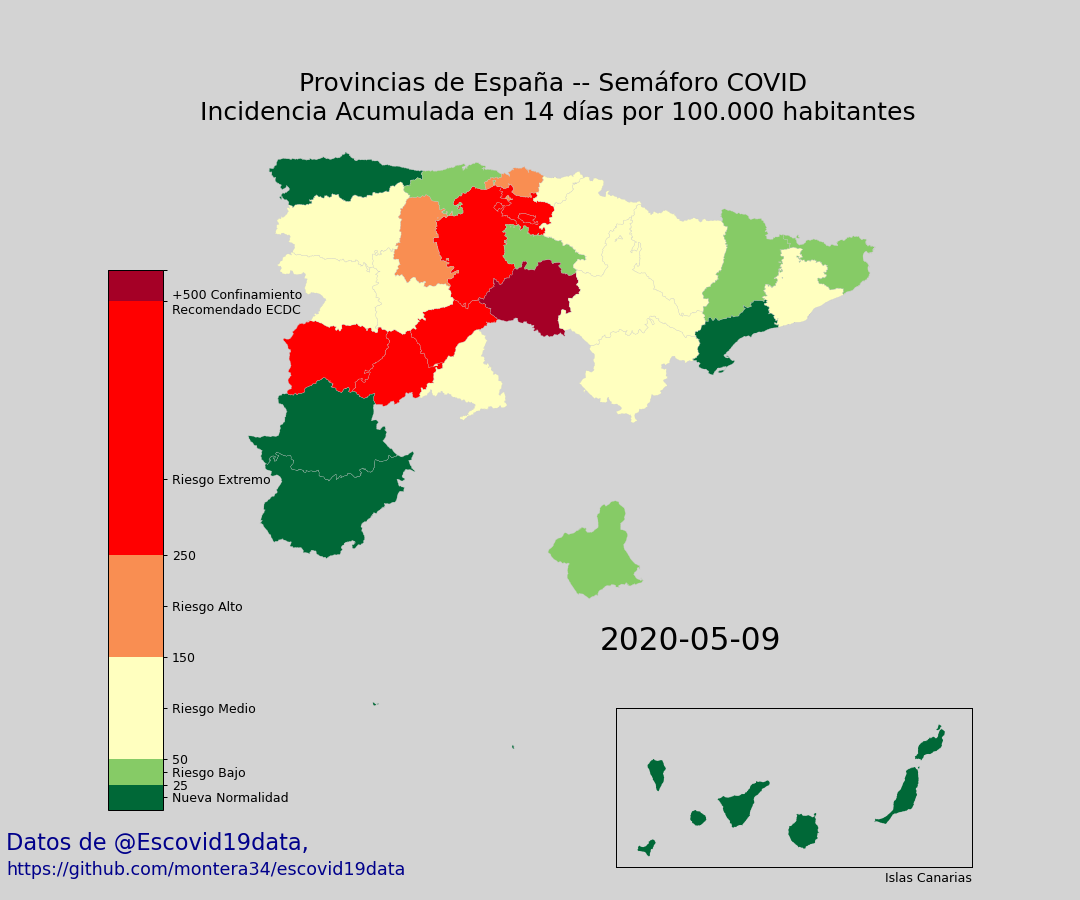 Provincias de España -- Semáforo COVID
Incidencia Acumulada en 14 días por 100.000 habitantes
+500 Confinamiento
Recomendado ECDC
Riesgo Extremo
250
Riesgo Alto
150
Riesgo Medio
50
Riesgo Bajo
25
Nueva Normalidad
2020-05-09
Islas Canarias
Datos de @Escovid19data,
https://github.com/montera34/escovid19data